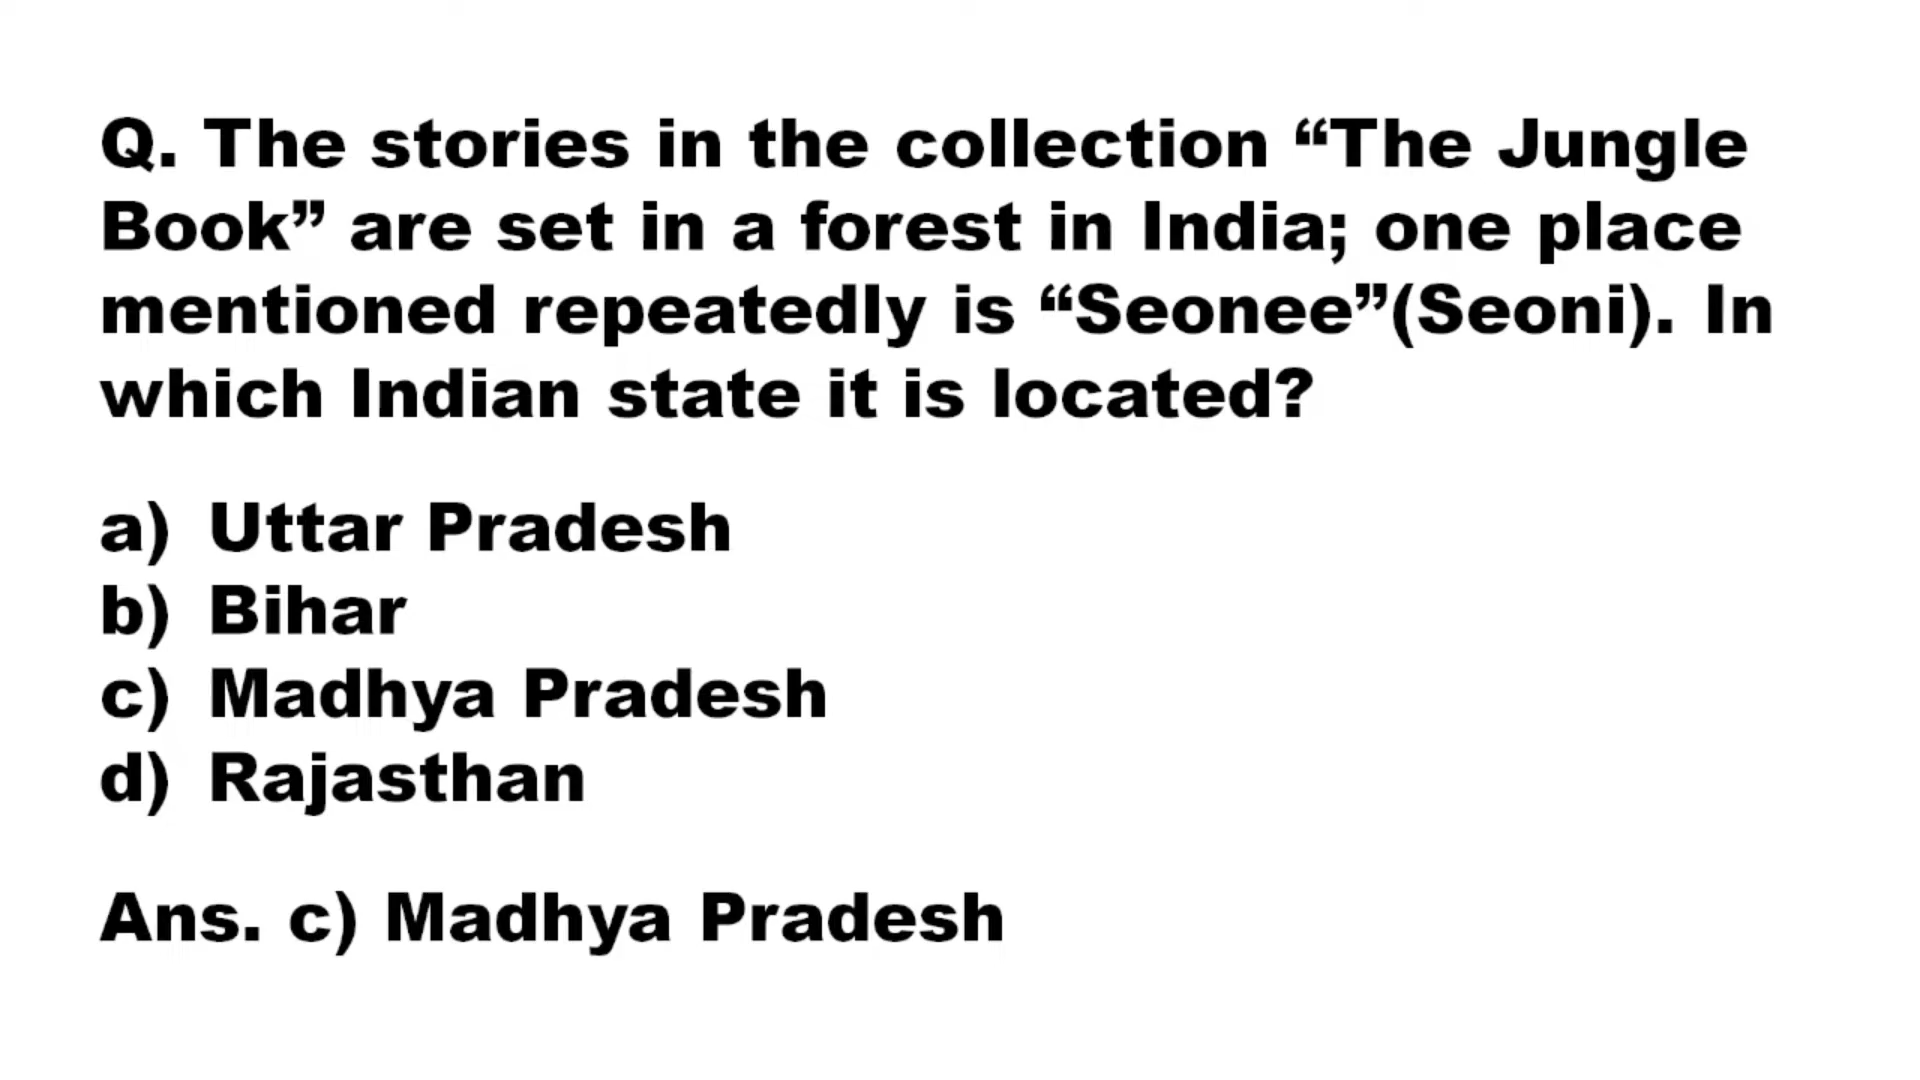 Q. The stories in the collection “The Jungle
Book” are set in a forest in India; one place
mentioned repeatedly is “Seonee”(Seoni). In
which Indian state it is located?
a) Uttar Pradesh
b) Bihar
c) Madhya Pradesh
d) Rajasthan
Ans. c) Madhya Pradesh